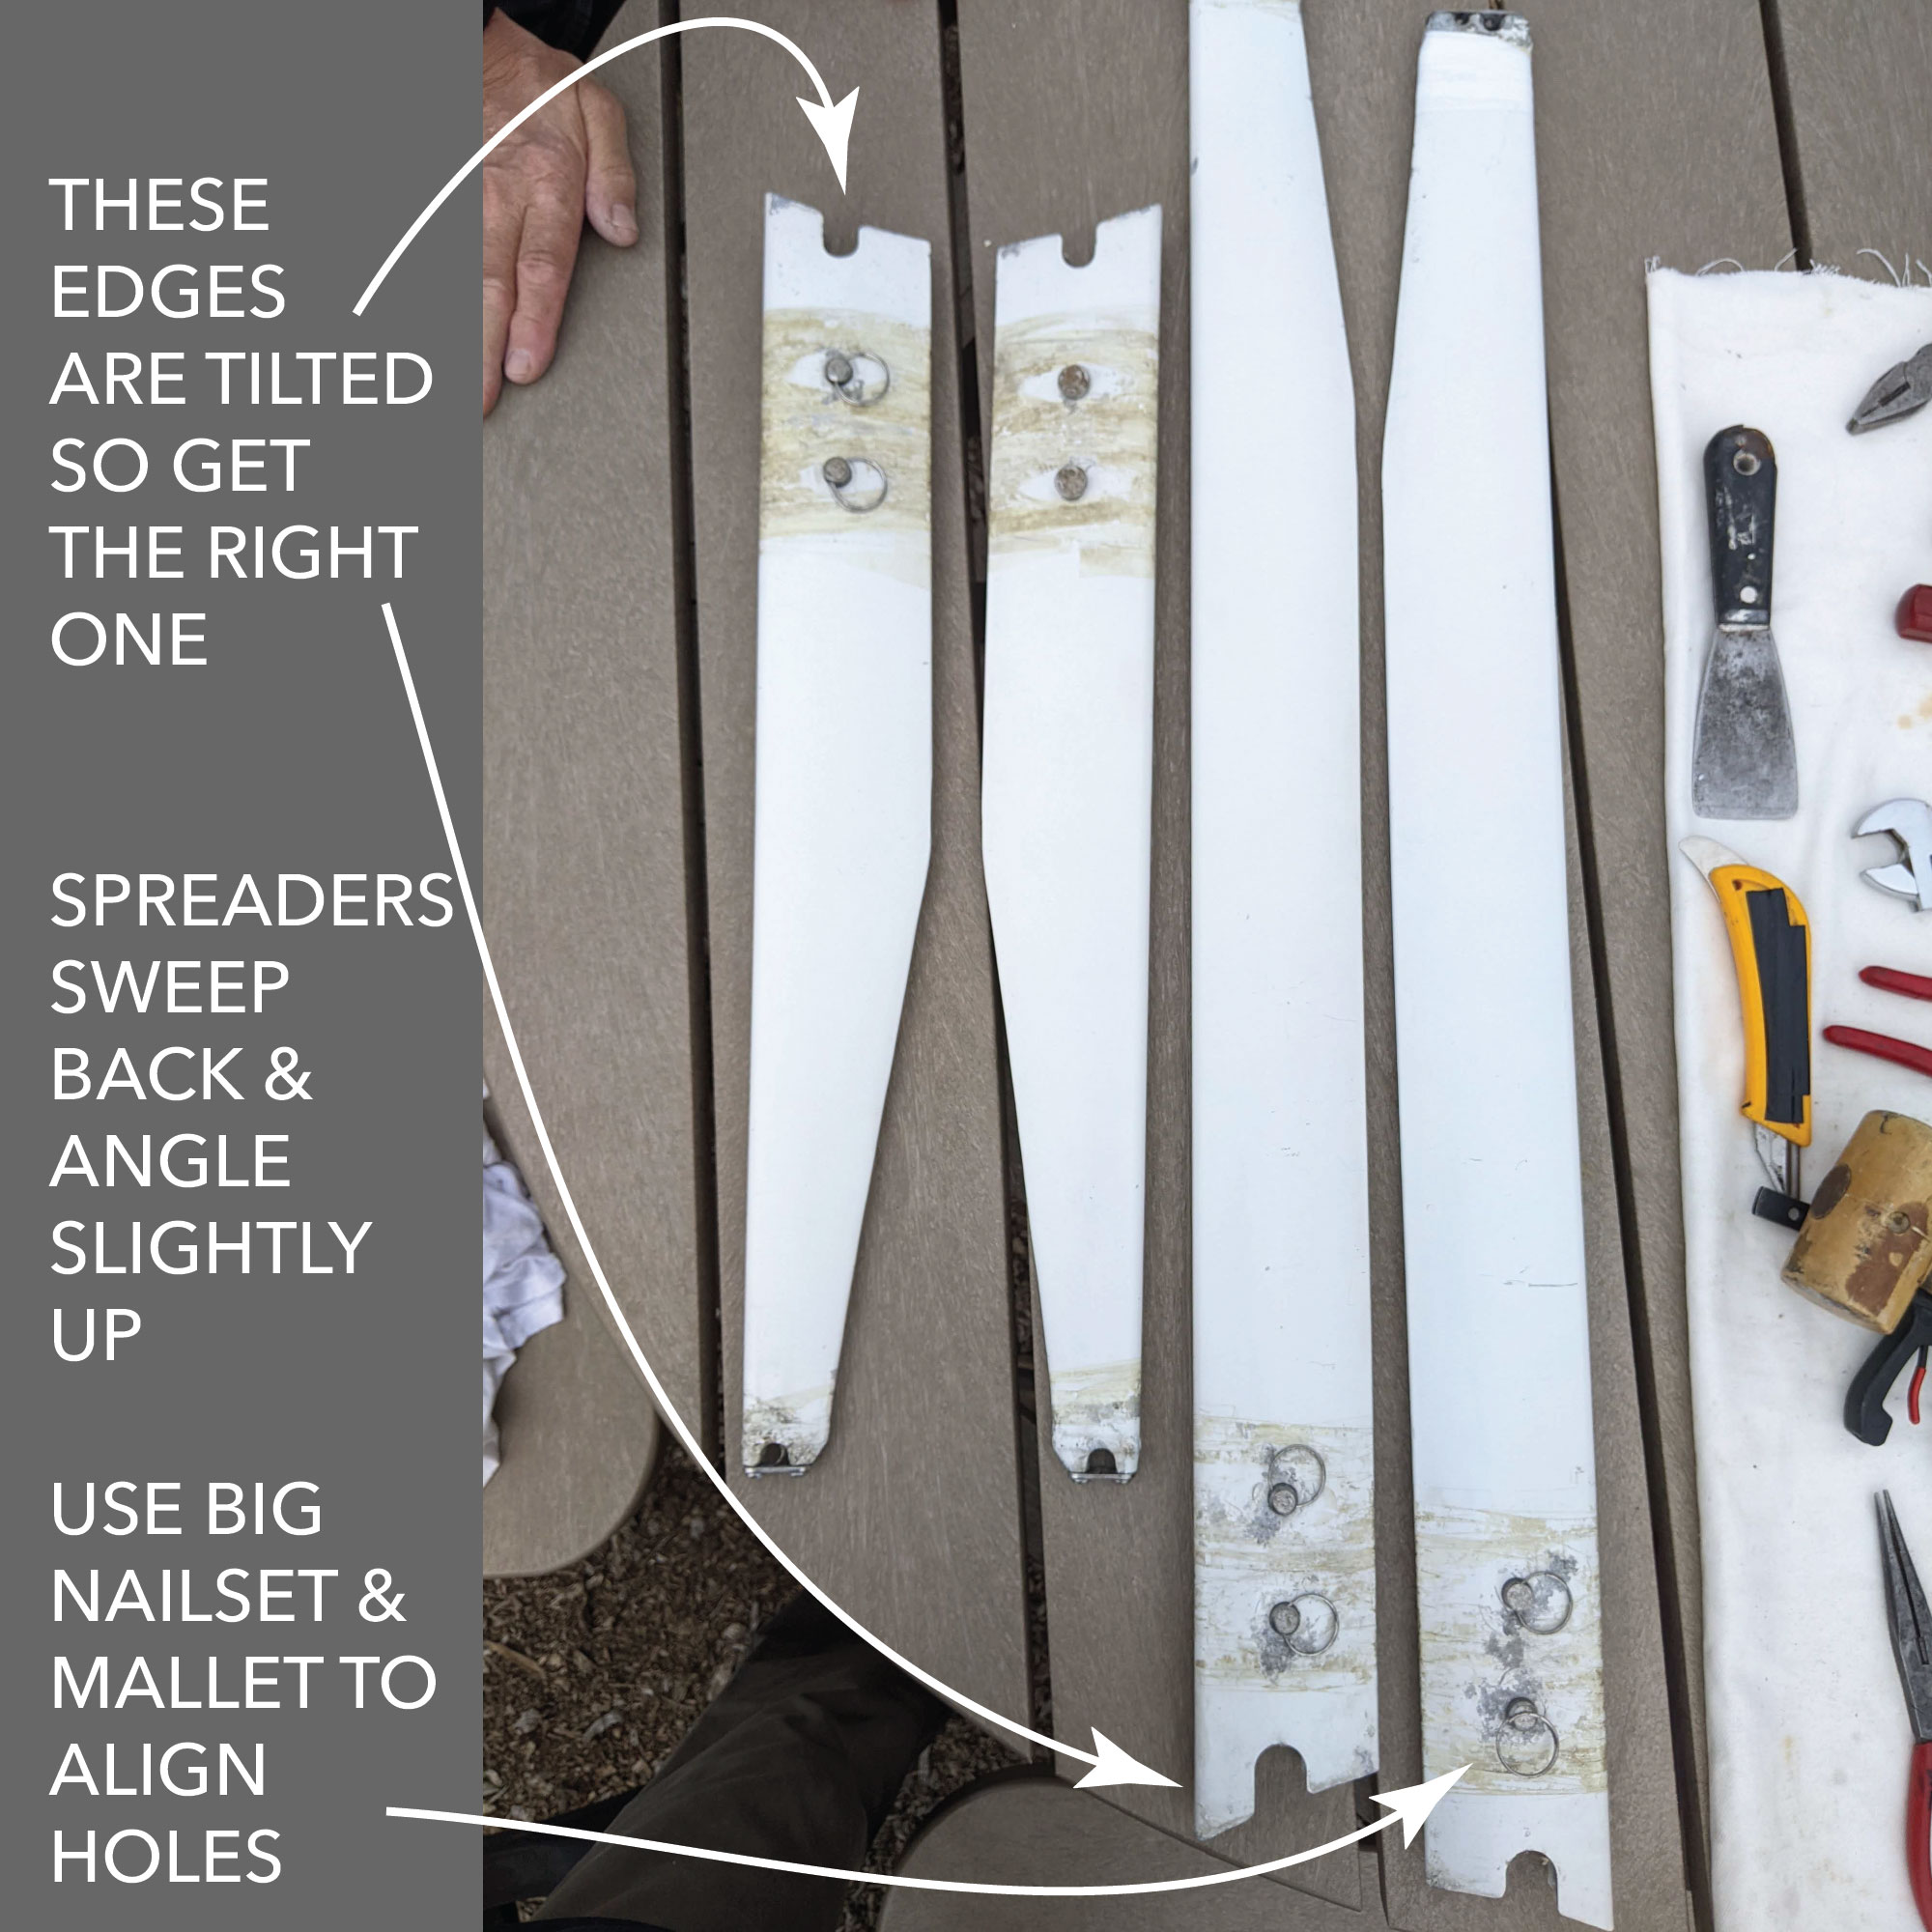 THESE
EDGES
ARE TILTED
SO GET
THE RIGHT
ONE
SPREADERS
SWEEP
BACK &
ANGLE
SLIGHTLY
UP
USE BIG
NAILSET &
MALLET TO
ALIGN
HOLES